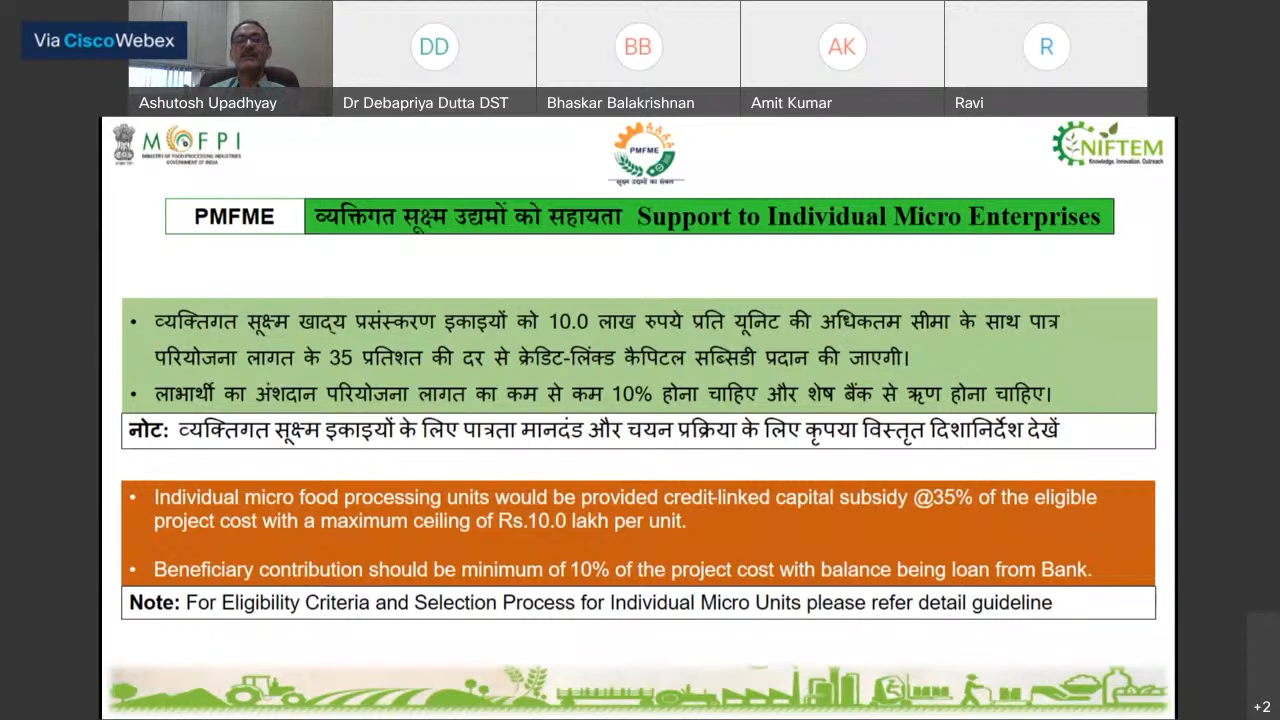 Via Cisco Webex
DD
BB
AK
R
Ashutosh Upadhyay
Dr Debapriya Dutta DST
Bhaskar Balakrishnan
Amit Kumar
Ravi
MOFPI
MINISTRY OF FOOD PROCESSING INDUSTRIES
GOVERNMENT OF INDIA
PMFME
सूक्ष्म उद्यमों का संबल
NIFTEM
Knowledge. Innovation. Outreach
PMFME
व्यक्तिगत सूक्ष्म उद्यमों को सहायता Support to Individual Micro Enterprises
• व्यक्तिगत सूक्ष्म खाद्य प्रसंस्करण इकाइयों को 10.0 लाख रुपये प्रति यूनिट की अधिकतम सीमा के साथ पात्र
परियोजना लागत के 35 प्रतिशत की दर से क्रेडिट-लिंक्ड कैपिटल सब्सिडी प्रदान की जाएगी।
• लाभार्थी का अंशदान परियोजना लागत का कम से कम 10% होना चाहिए और शेष बैंक से ऋण होना चाहिए।
नोट: व्यक्तिगत सूक्ष्म इकाइयों के लिए पात्रता मानदंड और चयन प्रक्रिया के लिए कृपया विस्तृत दिशानिर्देश देखें
• Individual micro food processing units would be provided credit-linked capital subsidy @35% of the eligible
project cost with a maximum ceiling of Rs.10.0 lakh per unit.
• Beneficiary contribution should be minimum of 10% of the project cost with balance being loan from Bank.
Note: For Eligibility Criteria and Selection Process for Individual Micro Units please refer detail guideline
+2